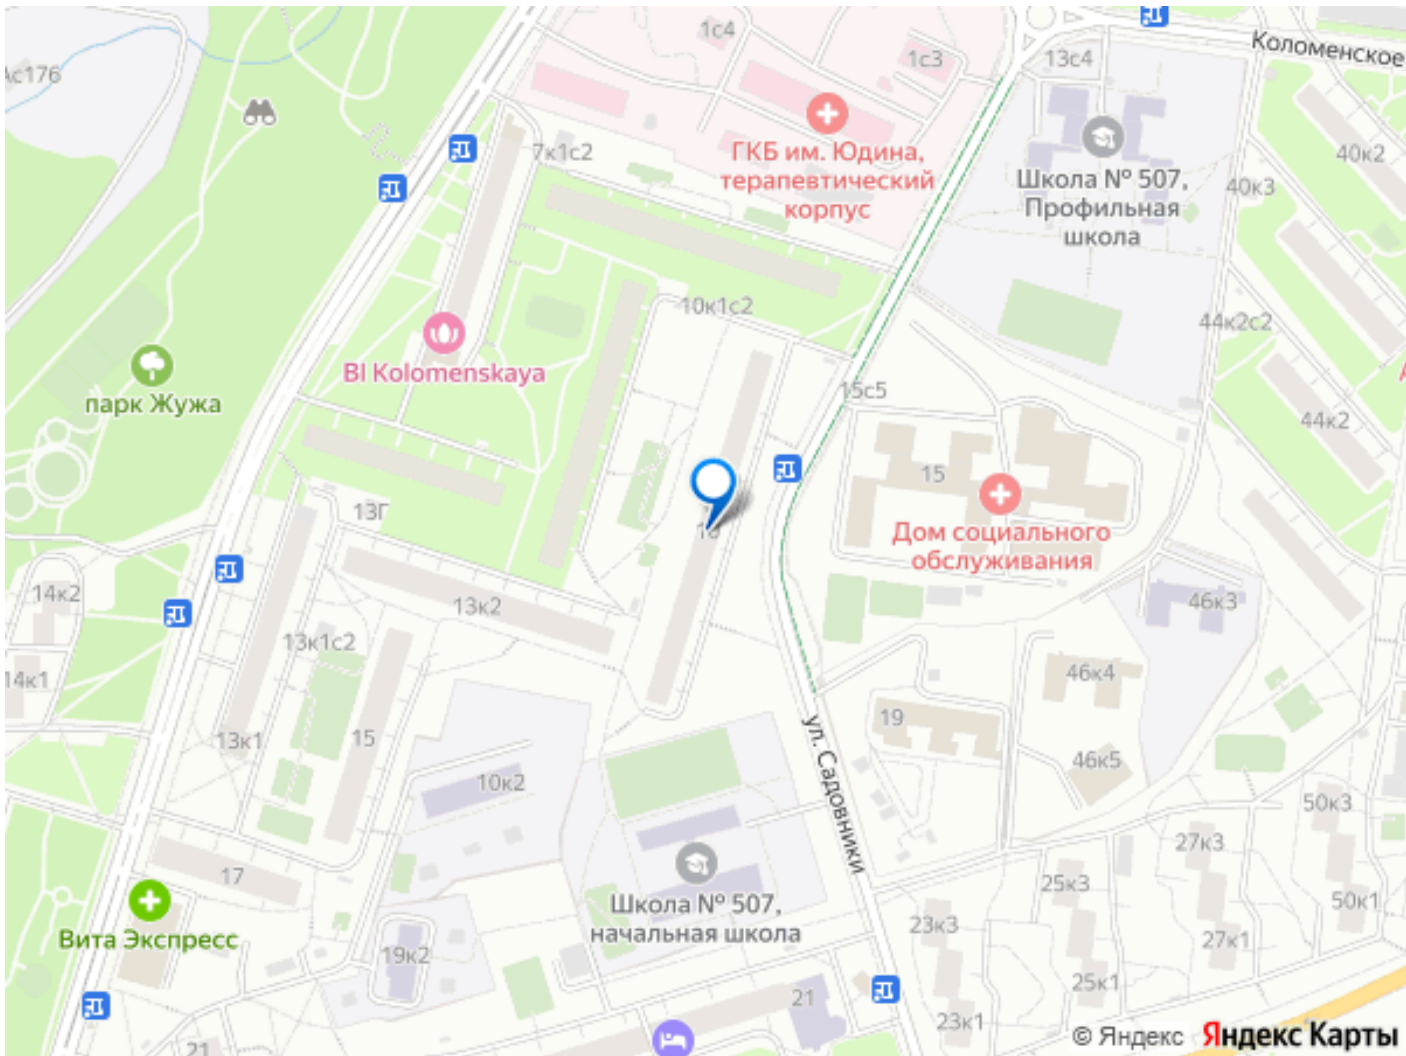 1с4
Коломенское
1с3
13с4
7к1с2
ГКБ им. Юдина,
терапевтический
корпус
Школа № 507,
Профильная
школа
40к2
40к3
10к1с2
44к2с2
BI Kolomenskaya
парк Жужа
15с5
44к2
15
13Г
Дом социального
обслуживания
14к2
13к2
46к3
13к1с2
14к1
46к4
19
13к1
15
ул. Садовники
46к5
10к2
50к3
27к3
17
25к3
Школа № 507,
начальная школа
50к1
Вита Экспресс
23к3
27к1
19к2
25к1
21
23к1
21
© Яндекс Яндекс Карты